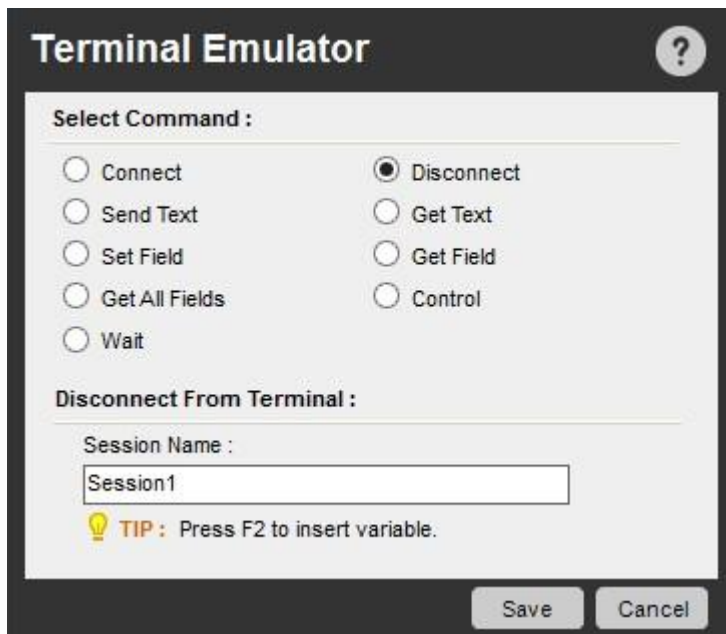 Terminal Emulator
?
Select Command :
Connect
Disconnect
Send Text
Get Text
Set Field
Get Field
Get All Fields
Control
Wait
Disconnect From Terminal :
Session Name :
Session1
TIP : Press F2 to insert variable.
Save
Cancel